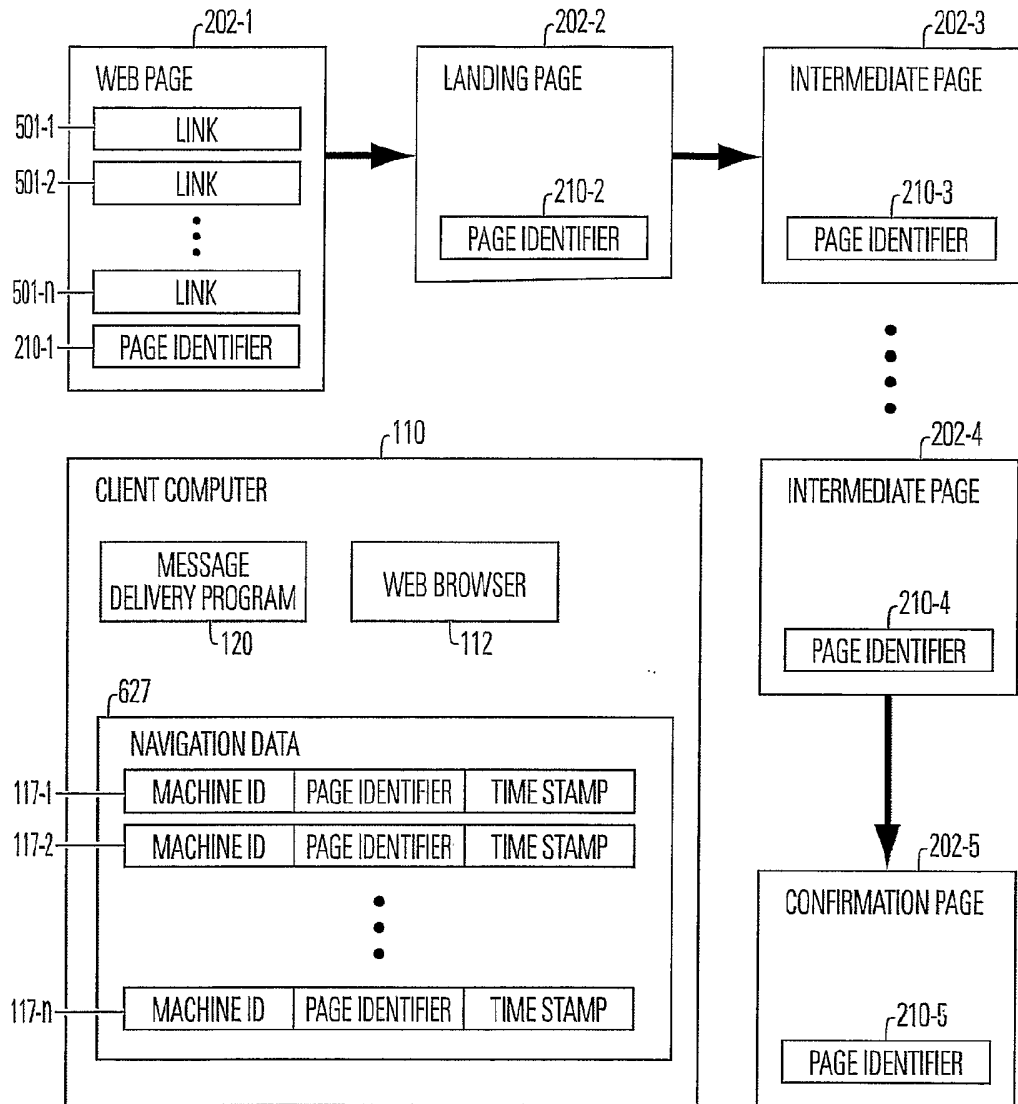 202-1
WEB PAGE
501-1
LINK
501-2
LINK
501-n
LINK
210-1
PAGE IDENTIFIER
202-2
LANDING PAGE
210-2
PAGE IDENTIFIER
202-3
INTERMEDIATE PAGE
210-3
PAGE IDENTIFIER
202-4
INTERMEDIATE PAGE
210-4
PAGE IDENTIFIER
202-5
CONFIRMATION PAGE
210-5
PAGE IDENTIFIER
110
CLIENT COMPUTER
MESSAGE
DELIVERY PROGRAM
120
WEB BROWSER
112
627
NAVIGATION DATA
117-1
MACHINE ID PAGE IDENTIFIER TIME STAMP
117-2
MACHINE ID PAGE IDENTIFIER TIME STAMP
117-n
MACHINE ID PAGE IDENTIFIER TIME STAMP